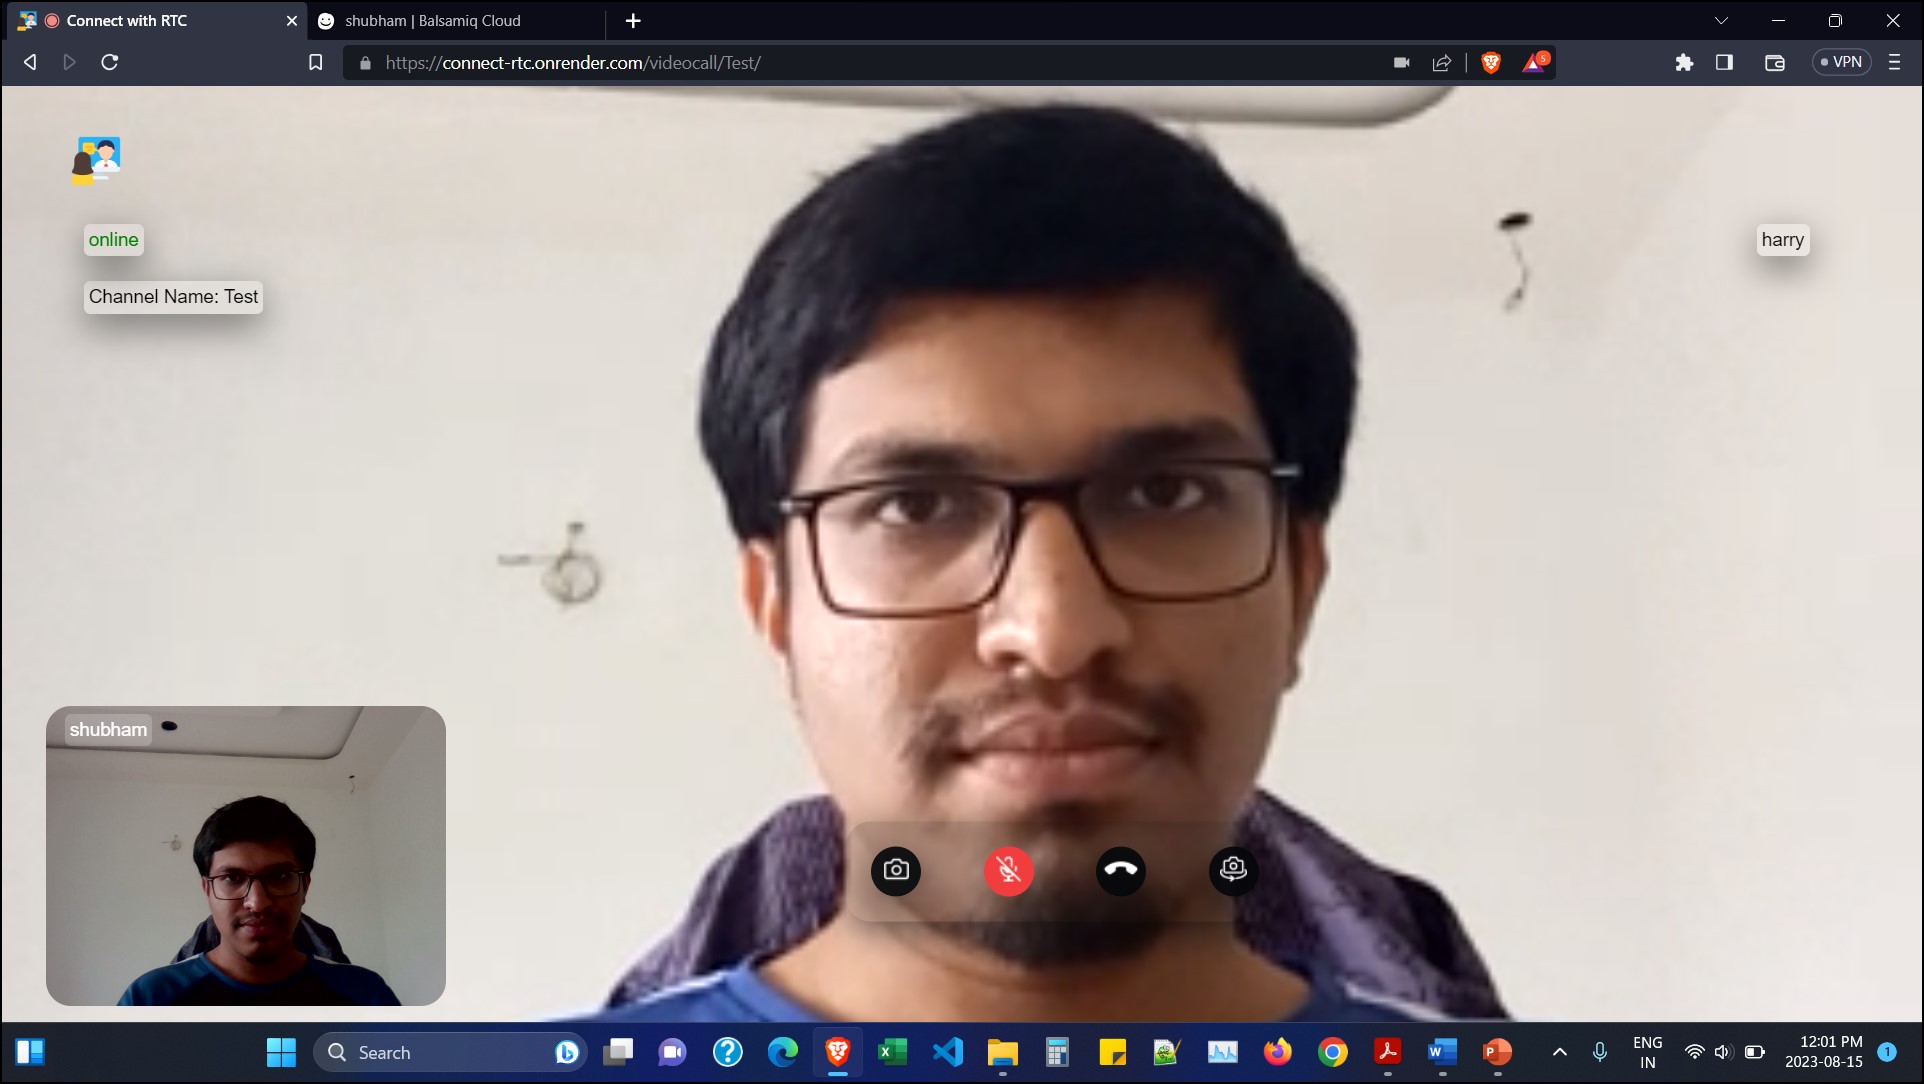 Connect with RTC
shubham | Balsamiq Cloud
https://connect-rtc.onrender.com/videocall/Test/
5
VPN
online
harry
Channel Name: Test
shubham
Search
ENG
IN
12:01 PM
2023-08-15
1